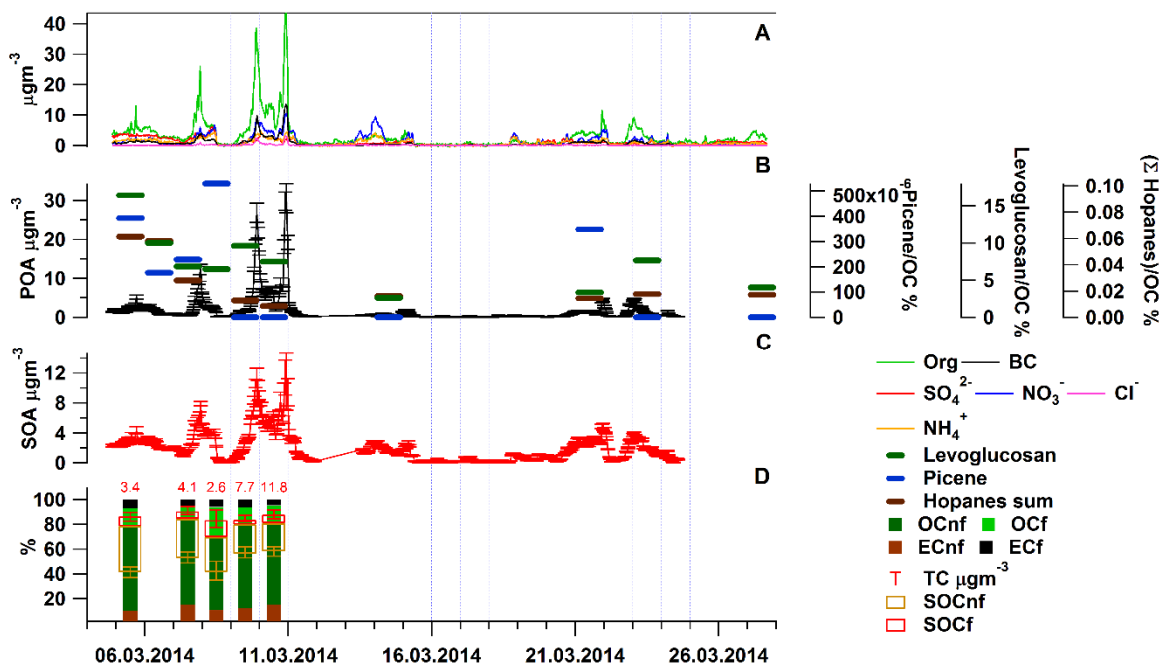 A
40
30
20
10
0
µgm⁻³
B
30
20
10
0
POA µgm⁻³
500x10⁻⁶
400
300
200
100
0
Picene/OC %
15
10
5
0
Levoglucosan/OC %
0.10
0.08
0.06
0.04
0.02
0.00
(Σ Hopanes)/OC %
C
12
8
4
0
SOA µgm⁻³
D
3.4 4.1 2.6 7.7 11.8
100
80
60
40
20
%
06.03.2014 11.03.2014 16.03.2014 21.03.2014 26.03.2014
Org BC
SO₄²⁻ NO₃⁻ Cl⁻
NH₄⁺
Levoglucosan
Picene
Hopanes sum
OCnf OCf
ECnf ECf
TC µgm⁻³
SOCnf
SOCf